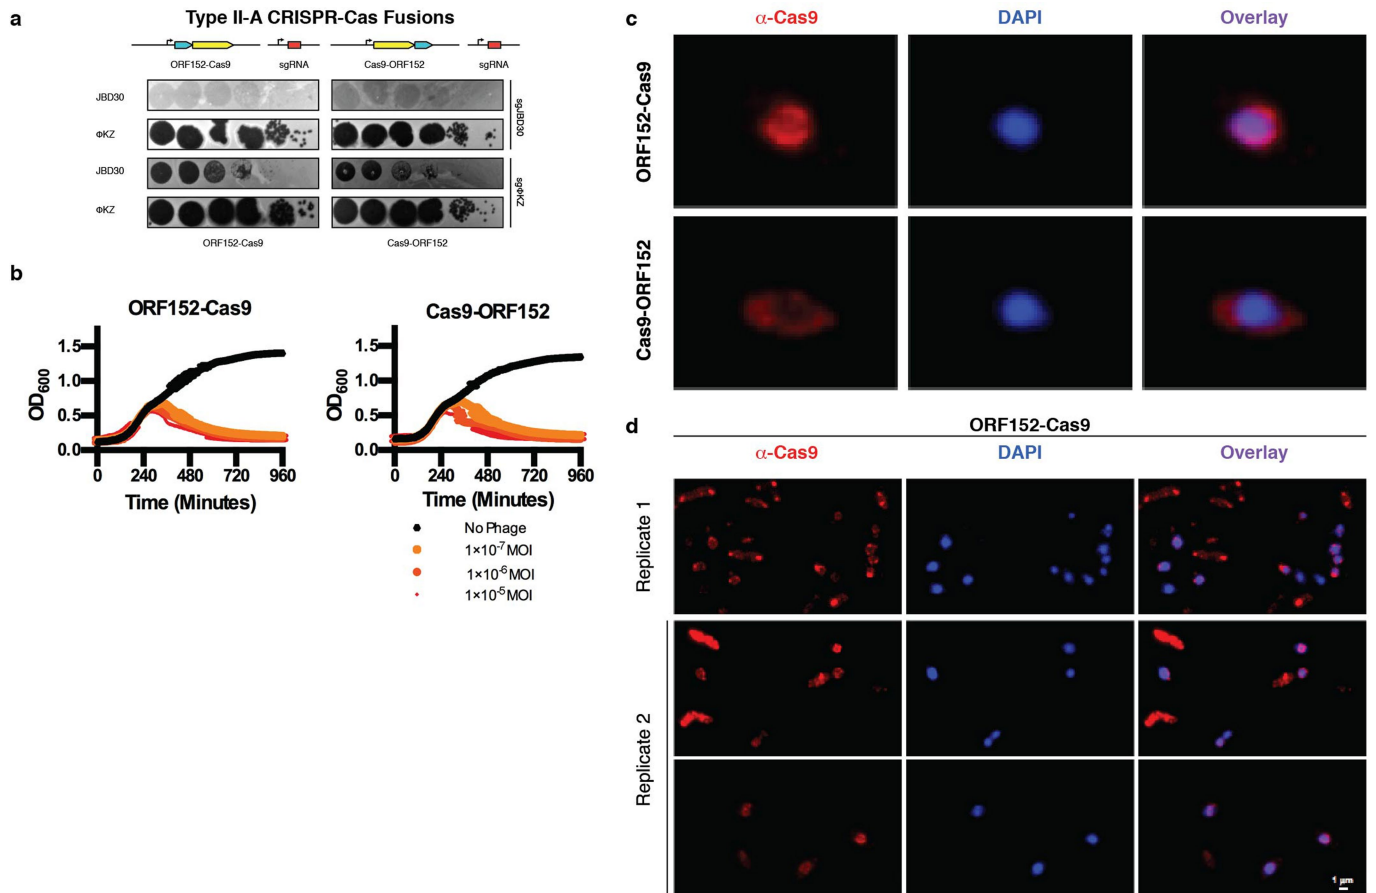 a
Type II-A CRISPR-Cas Fusions
ORF152-Cas9
sgRNA
Cas9-ORF152
sgRNA
JBD30
ΦKZ
sgJBD30
JBD30
ΦKZ
sgΦKZ
ORF152-Cas9
Cas9-ORF152
b
ORF152-Cas9
OD600
1.5
1.0
0.5
0.0
0 240 480 720 960
Time (Minutes)
Cas9-ORF152
OD600
1.5
1.0
0.5
0.0
0 240 480 720 960
Time (Minutes)
No Phage
1×10-7 MOI
1×10-6 MOI
1×10-5 MOI
c
α-Cas9 DAPI Overlay
ORF152-Cas9
Cas9-ORF152
d
ORF152-Cas9
α-Cas9 DAPI Overlay
Replicate 1
Replicate 2
1 µm